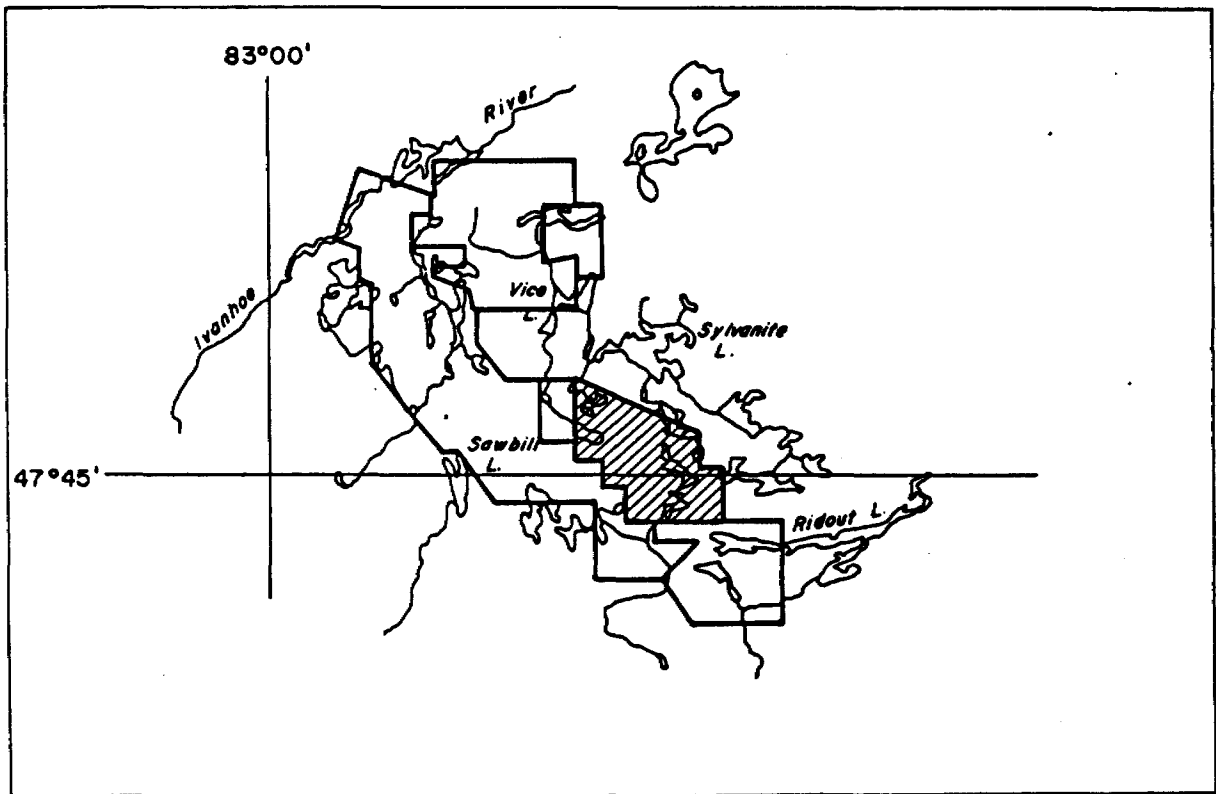 83°00'
River
Ivanhoe
Vice
L.
Sylvanite
L.
Sawbill
L.
47°45'
Ridout L.